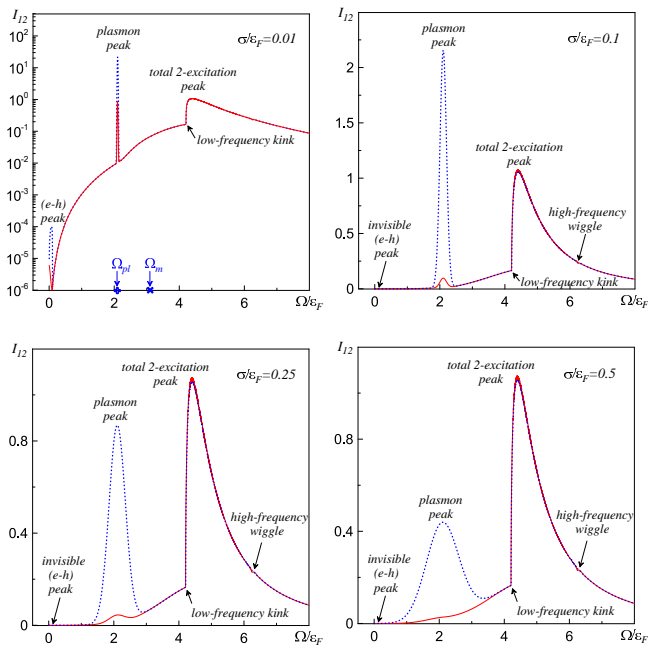 I12
σ/εF=0.01
plasmon
peak
total 2-excitation
peak
low-frequency kink
(e-h)
peak
Ωpl
Ωm
10²
10¹
10⁰
10⁻¹
10⁻²
10⁻³
10⁻⁴
10⁻⁵
10⁻⁶
0
2
4
6
Ω/εF
I12
σ/εF=0.1
plasmon
peak
total 2-excitation
peak
high-frequency
wiggle
invisible
(e-h)
peak
low-frequency kink
2
1.5
1
0.5
0
0
2
4
6
Ω/εF
I12
σ/εF=0.25
total 2-excitation
peak
plasmon peak
high-frequency
wiggle
invisible
(e-h)
peak
low-frequency kink
0.8
0.4
0
0
2
4
6
Ω/εF
I12
σ/εF=0.5
total 2-excitation
peak
plasmon
peak
high-frequency
wiggle
invisible
(e-h)
peak
low-frequency kink
0.8
0.4
0
0
2
4
6
Ω/εF